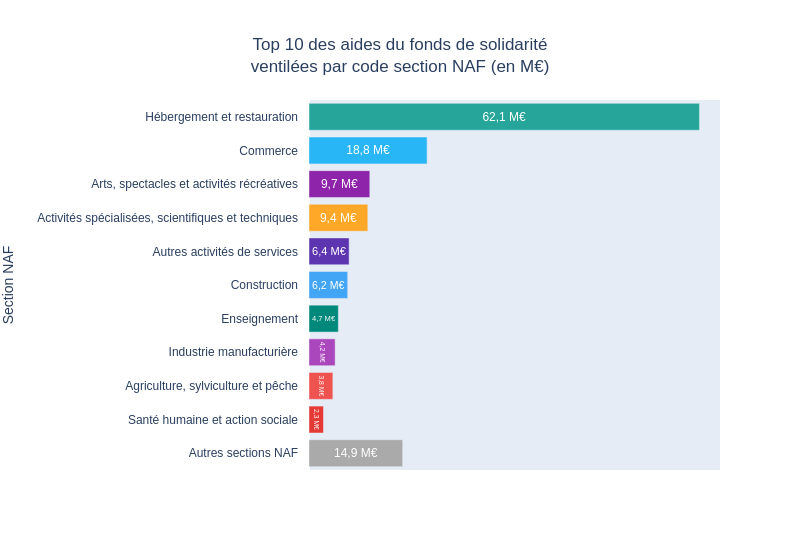 Top 10 des aides du fonds de solidarité
ventilées par code section NAF (en M€)
Section NAF
Hébergement et restauration 62,1 M€
Commerce 18,8 M€
Arts, spectacles et activités récréatives 9,7 M€
Activités spécialisées, scientifiques et techniques 9,4 M€
Autres activités de services 6,4 M€
Construction 6,2 M€
Enseignement 4,7 M€
Industrie manufacturière 4,2 M€
Agriculture, sylviculture et pêche 3,8 M€
Santé humaine et action sociale 2,3 M€
Autres sections NAF 14,9 M€